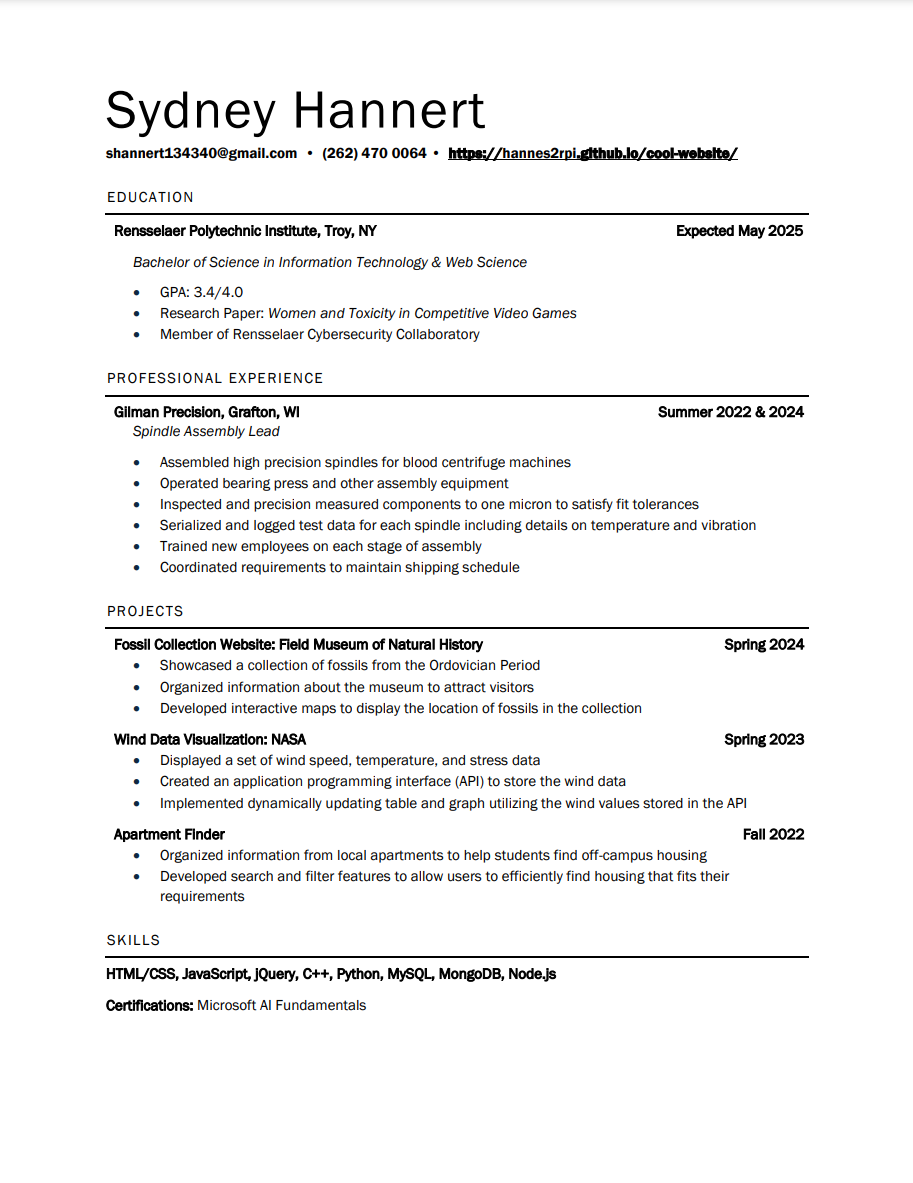 Sydney Hannert
shannert134340@gmail.com • (262) 470 0064 • https://hannes2rpi.github.io/cool-website/
EDUCATION
Rensselaer Polytechnic Institute, Troy, NY Expected May 2025
Bachelor of Science in Information Technology & Web Science
• GPA: 3.4/4.0
• Research Paper: Women and Toxicity in Competitive Video Games
• Member of Rensselaer Cybersecurity Collaboratory
PROFESSIONAL EXPERIENCE
Gilman Precision, Grafton, WI Summer 2022 & 2024
Spindle Assembly Lead
• Assembled high precision spindles for blood centrifuge machines
• Operated bearing press and other assembly equipment
• Inspected and precision measured components to one micron to satisfy fit tolerances
• Serialized and logged test data for each spindle including details on temperature and vibration
• Trained new employees on each stage of assembly
• Coordinated requirements to maintain shipping schedule
PROJECTS
Fossil Collection Website: Field Museum of Natural History Spring 2024
• Showcased a collection of fossils from the Ordovician Period
• Organized information about the museum to attract visitors
• Developed interactive maps to display the location of fossils in the collection
Wind Data Visualization: NASA Spring 2023
• Displayed a set of wind speed, temperature, and stress data
• Created an application programming interface (API) to store the wind data
• Implemented dynamically updating table and graph utilizing the wind values stored in the API
Apartment Finder Fall 2022
• Organized information from local apartments to help students find off-campus housing
• Developed search and filter features to allow users to efficiently find housing that fits their
requirements
SKILLS
HTML/CSS, JavaScript, jQuery, C++, Python, MySQL, MongoDB, Node.js
Certifications: Microsoft AI Fundamentals